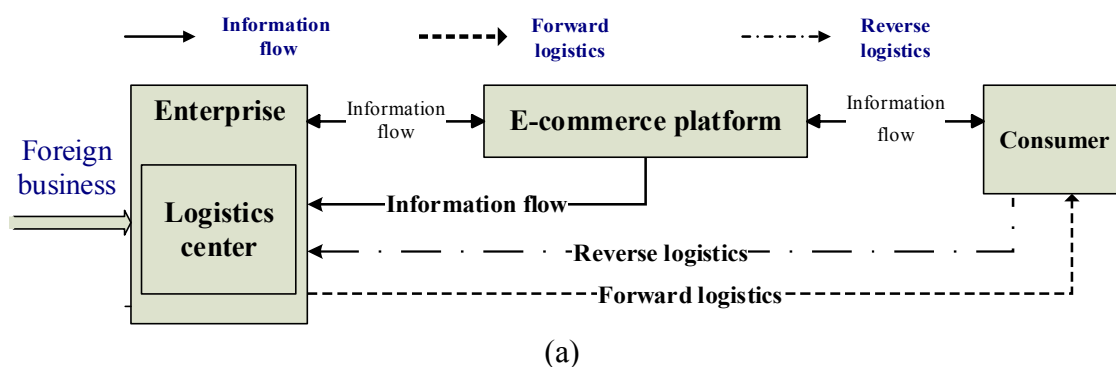 Information
flow
Forward
logistics
Reverse
logistics
Enterprise
Information
flow
E-commerce platform
Information
flow
Consumer
Foreign
business
Logistics
center
Information flow
Reverse logistics
Forward logistics
(a)